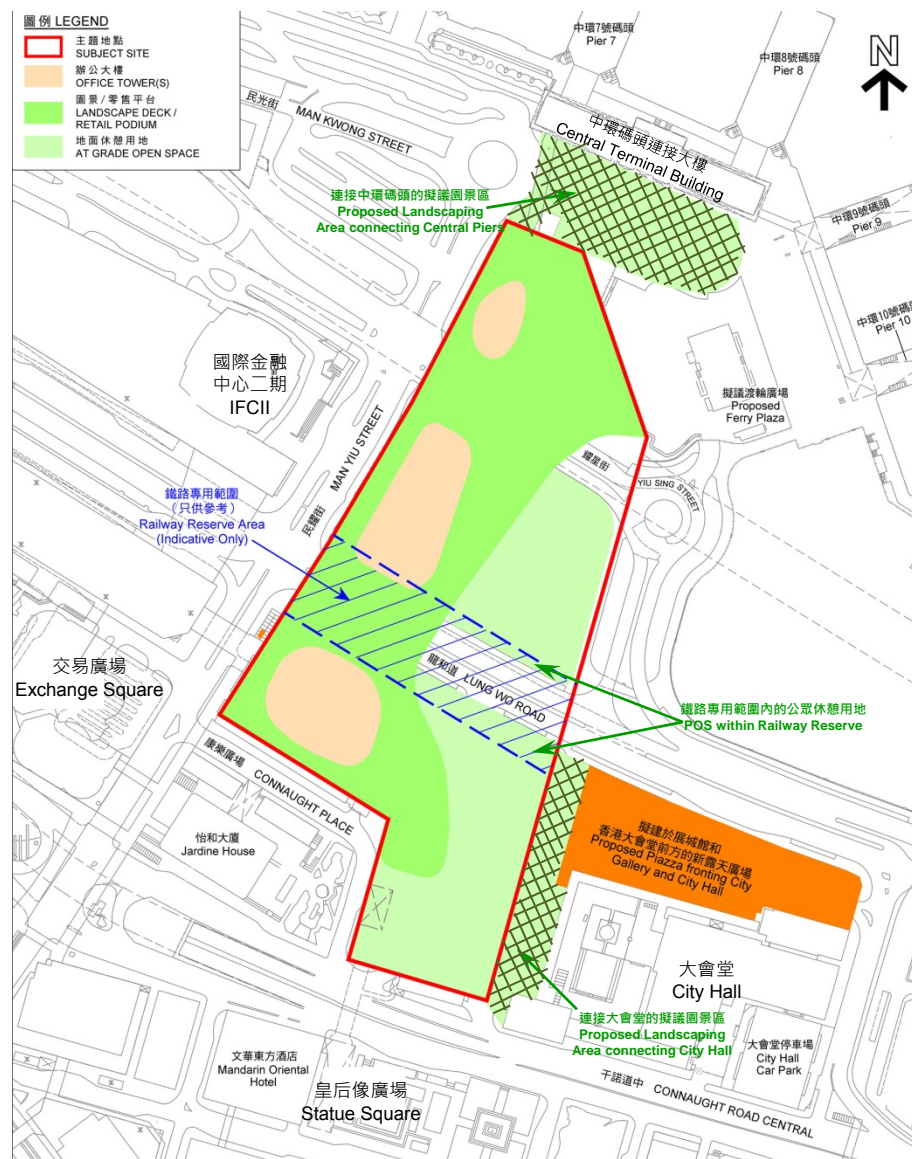 圖例 LEGEND
主題地點
SUBJECT SITE
辦公大樓
OFFICE TOWER(S)
園景/零售平台
LANDSCAPE DECK /
RETAIL PODIUM
地面休憩用地
AT GRADE OPEN SPACE
中環7號碼頭
Pier 7
中環8號碼頭
Pier 8
N
民光街
MAN KWONG STREET
中環碼頭連接大樓
Central Terminal Building
連接中環碼頭的擬議園景區
Proposed Landscaping
Area connecting Central Piers
中環9號碼頭
Pier 9
中環10號碼頭
Pier 10
國際金融
中心二期
IFCII
擬議渡輪廣場
Proposed
Ferry Plaza
民耀街 MAN YIU STREET
耀星街
YIU SING STREET
鐵路專用範圍
(只供參考)
Railway Reserve Area
(Indicative Only)
交易廣場
Exchange Square
龍和道 LUNG WO ROAD
鐵路專用範圍內的公眾休憩用地
POS within Railway Reserve
康樂廣場 CONNAUGHT PLACE
怡和大廈
Jardine House
擬建於展城館和
香港大會堂前方的新露天廣場
Proposed Piazza fronting City
Gallery and City Hall
大會堂
City Hall
連接大會堂的擬議園景區
Proposed Landscaping
Area connecting City Hall
大會堂停車場
City Hall
Car Park
文華東方酒店
Mandarin Oriental
Hotel
皇后像廣場
Statue Square
干諾道中 CONNAUGHT ROAD CENTRAL